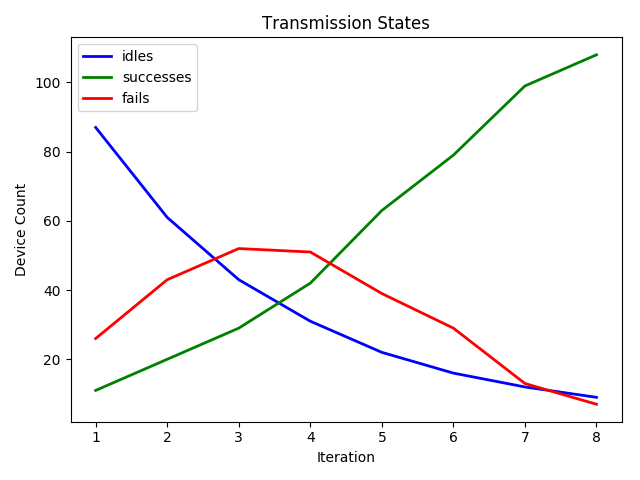 Transmission States
idles
successes
fails
Device Count
100
80
60
40
20
1 2 3 4 5 6 7 8
Iteration